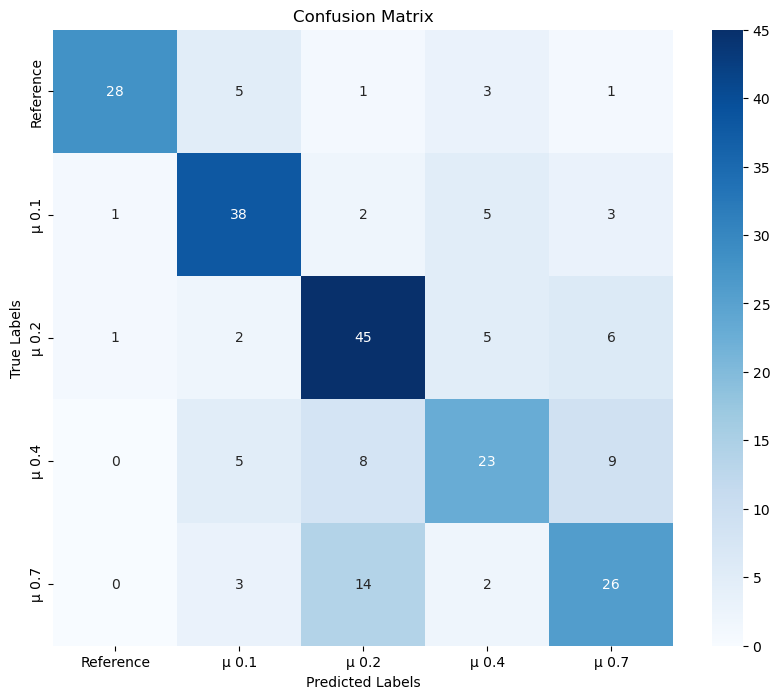 Confusion Matrix
Reference 28 5 1 3 1
μ 0.1 1 38 2 5 3
μ 0.2 1 2 45 5 6
μ 0.4 0 5 8 23 9
μ 0.7 0 3 14 2 26
Reference μ 0.1 μ 0.2 μ 0.4 μ 0.7
Predicted Labels
True Labels
45
40
35
30
25
20
15
10
5
0